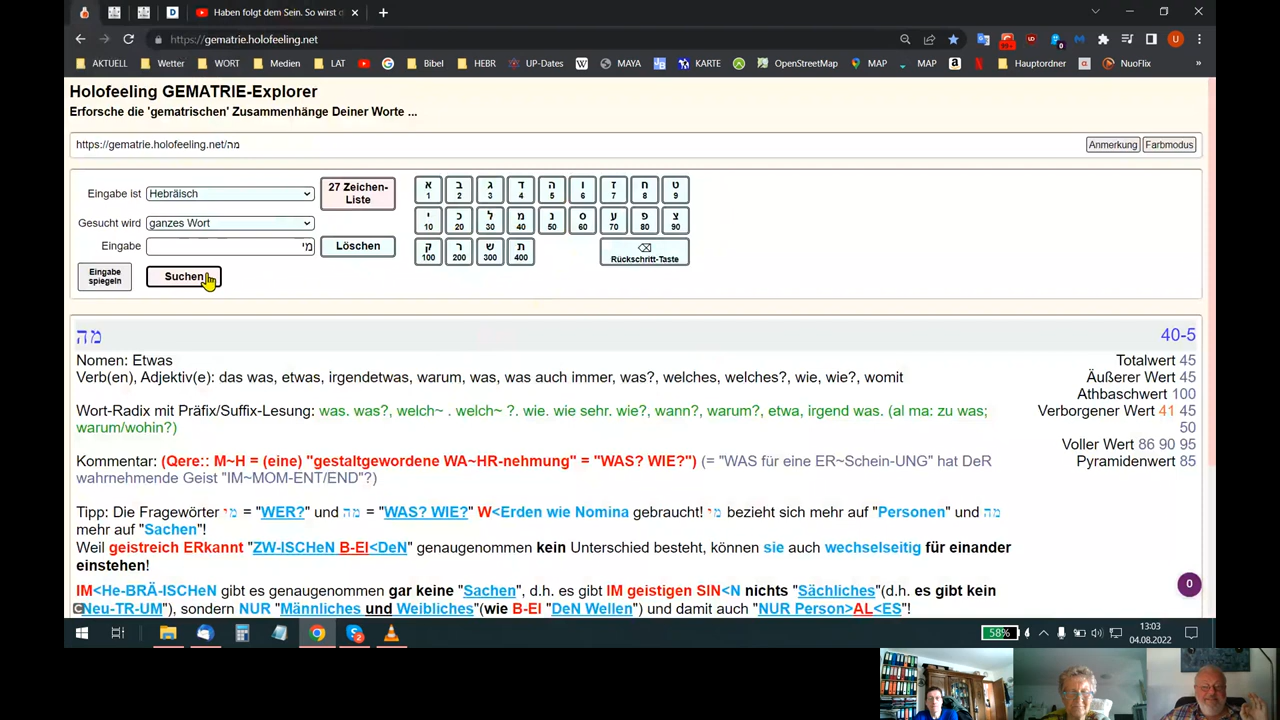 Haben folgt dem Sein. So wirst d
https://gematrie.holofeeling.net
AKTUELL Wetter WORT Medien LAT Bibel HEBR UP-Dates MAYA KARTE OpenStreetMap MAP MAP Hauptordner NuoFlix »
Holofeeling GEMATRIE-Explorer
Erforsche die 'gematrischen' Zusammenhänge Deiner Worte ...
https://gematrie.holofeeling.net/מה Anmerkung Farbmodus
Eingabe ist Hebräisch 27 Zeichen-Liste
Gesucht wird ganzes Wort
Eingabe מי Löschen
Eingabe spiegeln Suchen
א ב ג ד ה ו ז ח ט
1 2 3 4 5 6 7 8 9
י כ ל מ נ ס ע פ צ
10 20 30 40 50 60 70 80 90
ק ר ש ת
100 200 300 400
Rückschritt-Taste
מה 40-5
Nomen: Etwas
Verb(en), Adjektiv(e): das was, etwas, irgendetwas, warum, was, was auch immer, was?, welches, welches?, wie, wie?, womit
Wort-Radix mit Präfix/Suffix-Lesung: was. was?, welch~ . welch~ ?. wie. wie sehr. wie?, wann?, warum?, etwa, irgend was. (al ma: zu was;
warum/wohin?)
Kommentar: (Qere:: M~H = (eine) "gestaltgewordene WA~HR-nehmung" = "WAS? WIE?") (= "WAS für eine ER~Schein-UNG" hat DeR
wahrnehmende Geist "IM~MOM-ENT/END"?)
Tipp: Die Fragewörter מי = "WER?" und מה = "WAS? WIE?" W<Erden wie Nomina gebraucht! מי bezieht sich mehr auf "Personen" und מה
mehr auf "Sachen"!
Weil geistreich ERkannt "ZW-ISCHeN B-EI<DeN" genaugenommen kein Unterschied besteht, können sie auch wechselseitig für einander
einstehen!
IM<He-BRÄ-ISCHeN gibt es genaugenommen gar keine "Sachen", d.h. es gibt IM geistigen SIN<N nichts "Sächliches"(d.h. es gibt kein
"Neu-TR-UM"), sondern NUR "Männliches und Weibliches"(wie B-EI "DeN Wellen") und damit auch "NUR Person>AL<ES"!
Totalwert 45
Äußerer Wert 45
Athbaschwert 100
Verborgener Wert 41 45
50
Voller Wert 86 90 95
Pyramidenwert 85
0
58%
13:03
04.08.2022